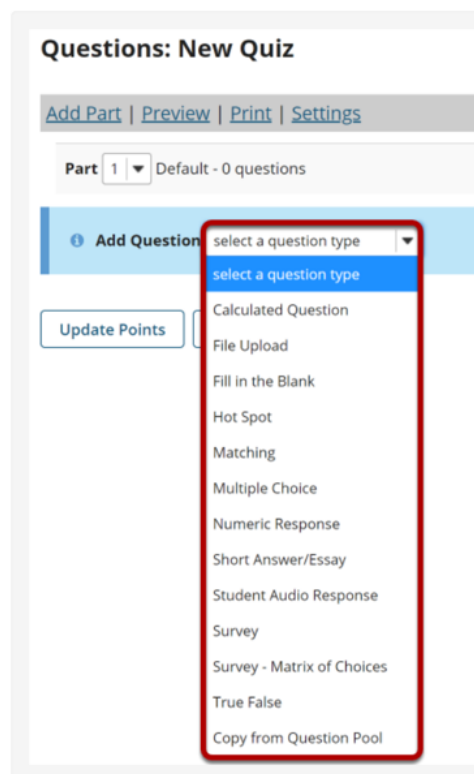 Questions: New Quiz
Add Part | Preview | Print | Settings
Part 1 Default - 0 questions
Add Question select a question type
select a question type
Calculated Question
Update Points
File Upload
Fill in the Blank
Hot Spot
Matching
Multiple Choice
Numeric Response
Short Answer/Essay
Student Audio Response
Survey
Survey - Matrix of Choices
True False
Copy from Question Pool